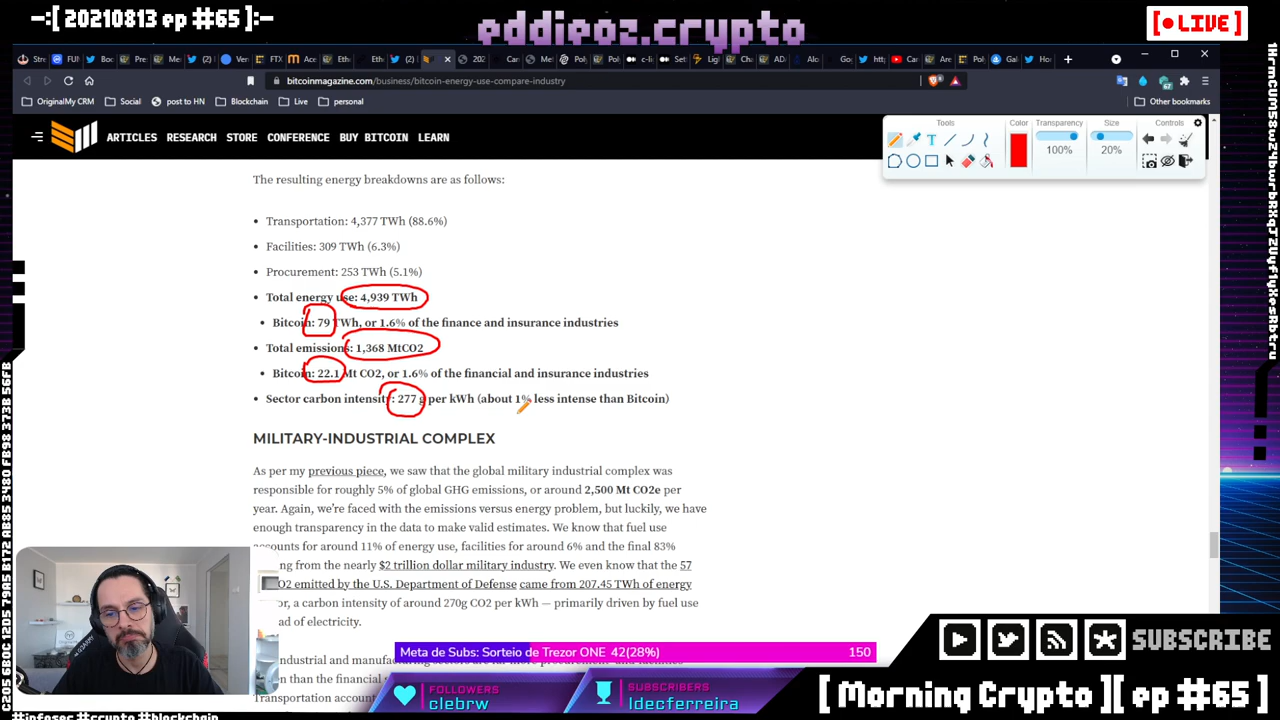 -:[ 20210813 ep #65]:-
eddieoz.crypto
[●LIVE]
bitcoinmagazine.com/business/bitcoin-energy-use-compare-industry
OriginalMy CRM
Social
post to HN
Blockchain
Live
personal
Other bookmarks
ARTICLES RESEARCH STORE CONFERENCE BUY BITCOIN LEARN
Tools
Color
Transparency
Size
Controls
100%
20%
The resulting energy breakdowns are as follows:
• Transportation: 4,377 TWh (88.6%)
• Facilities: 309 TWh (6.3%)
• Procurement: 253 TWh (5.1%)
• Total energy use: 4,939 TWh
• Bitcoin: 79 TWh, or 1.6% of the finance and insurance industries
• Total emissions: 1,368 MtCO2
• Bitcoin: 22.1 Mt CO2, or 1.6% of the financial and insurance industries
• Sector carbon intensity: 277 g per kWh (about 1% less intense than Bitcoin)
MILITARY-INDUSTRIAL COMPLEX
As per my previous piece, we saw that the global military industrial complex was
responsible for roughly 5% of global GHG emissions, or around 2,500 Mt CO2e per
year. Again, we're faced with the emissions versus energy problem, but luckily, we have
enough transparency in the data to make valid estimates. We know that fuel use
accounts for around 11% of energy use, facilities for around 6% and the final 83%
ng from the nearly $2 trillion dollar military industry. We even know that the 57
O2 emitted by the U.S. Department of Defense came from 207.45 TWh of energy
or, a carbon intensity of around 270g CO2 per kWh — primarily driven by fuel use
ad of electricity.
Transportation accou
Meta de Subs: Sorteio de Trezor ONE 42(28%)
150
FOLLOWERS
clebrw
SUBSCRIBERS
ldecferreira
SUBSCRIBE
[ Morning Crypto ][ ep #65 ]
#infosec #crypto #blockchain